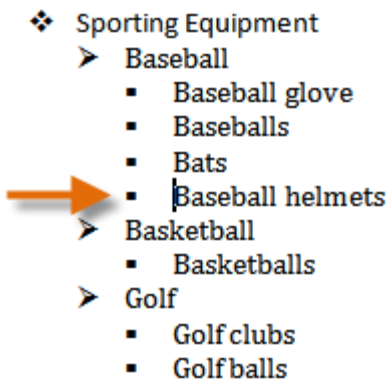 Sporting Equipment
Baseball
Baseball glove
Baseballs
Bats
Baseball helmets
Basketball
Basketballs
Golf
Golf clubs
Golf balls